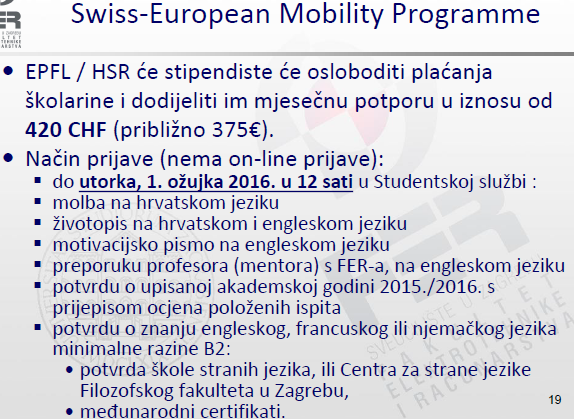 Swiss-European Mobility Programme
EPFL / HSR će stipendiste će osloboditi plaćanja
školarine i dodijeliti im mjesečnu potporu u iznosu od
420 CHF (približno 375€).
Način prijave (nema on-line prijave):
do utorka, 1. ožujka 2016. u 12 sati u Studentskoj službi :
molba na hrvatskom jeziku
životopis na hrvatskom i engleskom jeziku
motivacijsko pismo na engleskom jeziku
preporuku profesora (mentora) s FER-a, na engleskom jeziku
potvrdu o upisanoj akademskoj godini 2015./2016. s
prijepisom ocjena položenih ispita
potvrdu o znanju engleskog, francuskog ili njemačkog jezika
minimalne razine B2:
potvrda škole stranih jezika, ili Centra za strane jezike
Filozofskog fakulteta u Zagrebu,
međunarodni certifikati.
19